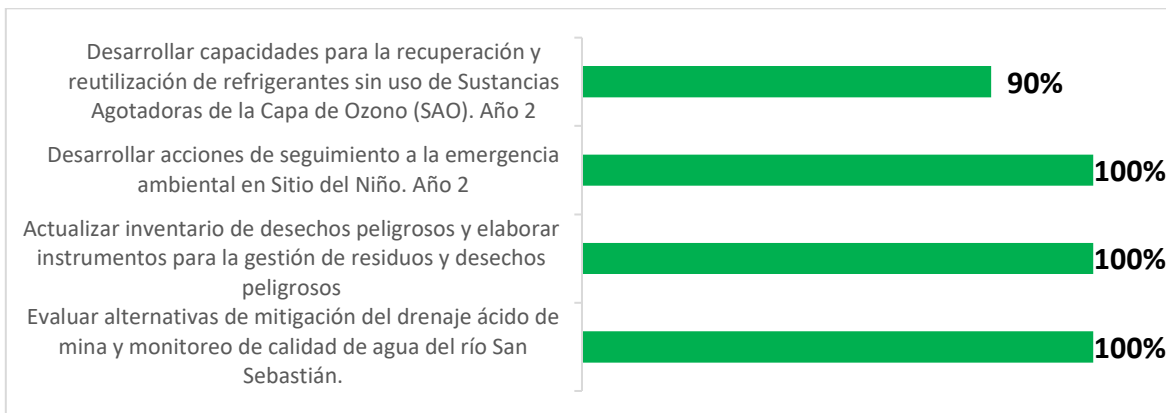 Desarrollar capacidades para la recuperación y
reutilización de refrigerantes sin uso de Sustancias
Agotadoras de la Capa de Ozono (SAO). Año 2
90%
Desarrollar acciones de seguimiento a la emergencia
ambiental en Sitio del Niño. Año 2
100%
Actualizar inventario de desechos peligrosos y elaborar
instrumentos para la gestión de residuos y desechos
peligrosos
100%
Evaluar alternativas de mitigación del drenaje ácido de
mina y monitoreo de calidad de agua del río San
Sebastián.
100%